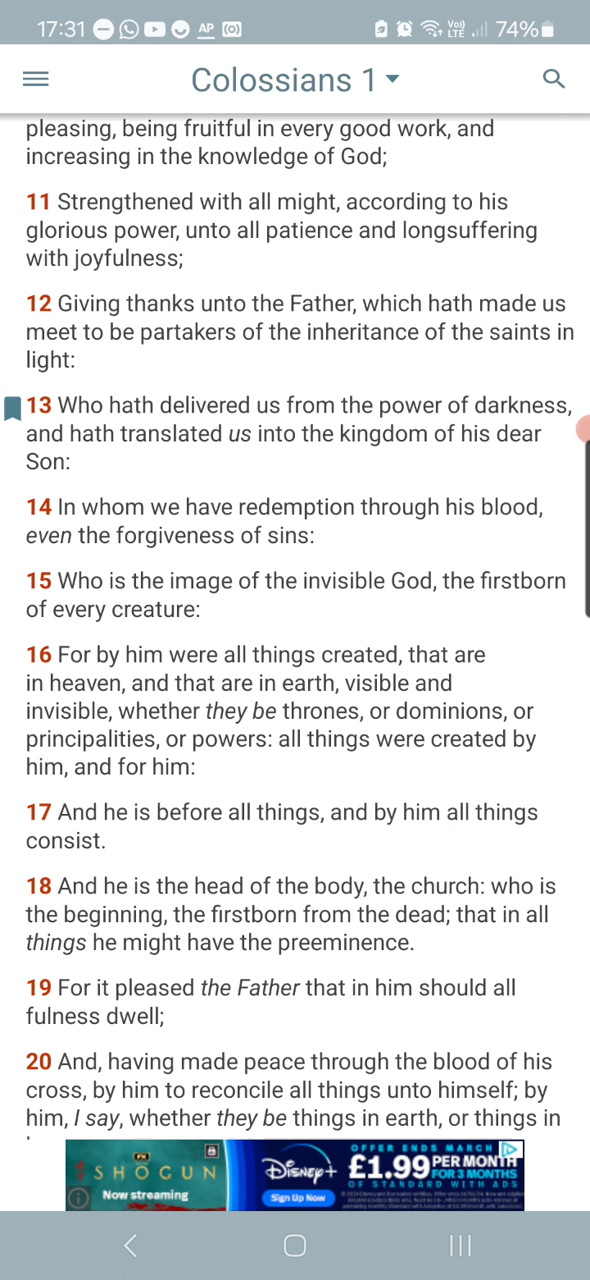 17:31 AP 74%
Vo))
LTE
Colossians 1
pleasing, being fruitful in every good work, and
increasing in the knowledge of God;
11 Strengthened with all might, according to his
glorious power, unto all patience and longsuffering
with joyfulness;
12 Giving thanks unto the Father, which hath made us
meet to be partakers of the inheritance of the saints in
light:
13 Who hath delivered us from the power of darkness,
and hath translated us into the kingdom of his dear
Son:
14 In whom we have redemption through his blood,
even the forgiveness of sins:
15 Who is the image of the invisible God, the firstborn
of every creature:
16 For by him were all things created, that are
in heaven, and that are in earth, visible and
invisible, whether they be thrones, or dominions, or
principalities, or powers: all things were created by
him, and for him:
17 And he is before all things, and by him all things
consist.
18 And he is the head of the body, the church: who is
the beginning, the firstborn from the dead; that in all
things he might have the preeminence.
19 For it pleased the Father that in him should all
fulness dwell;
20 And, having made peace through the blood of his
cross, by him to reconcile all things unto himself; by
him, I say, whether they be things in earth, or things in
FX
SHŌGUN
Now streaming
Disney+
Sign Up Now
OFFER ENDS MARCH
£1.99 PER MONTH
FOR 3 MONTHS
OF STANDARD WITH ADS